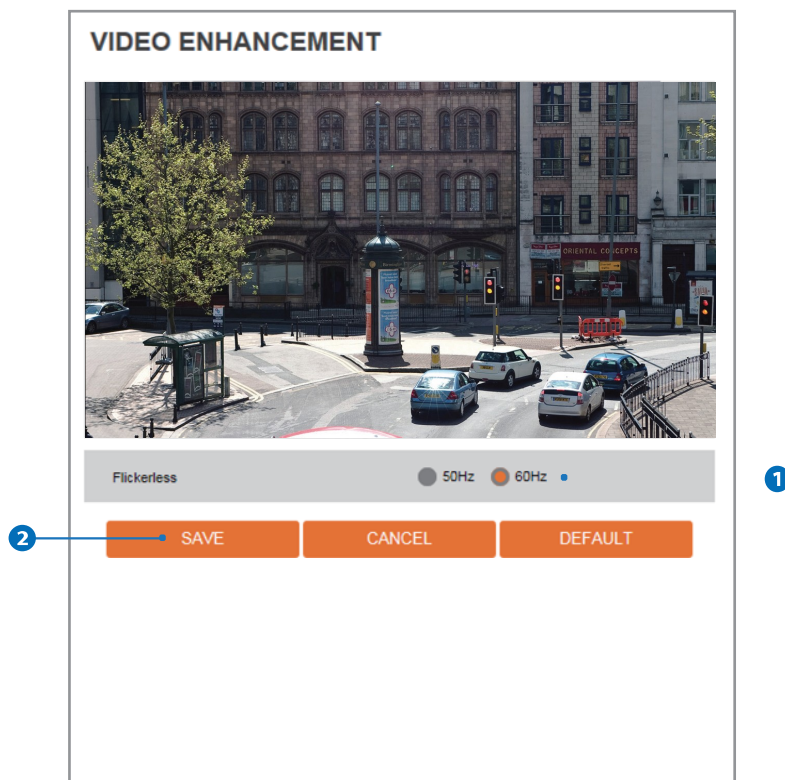 VIDEO ENHANCEMENT
ORIENTAL CONCEPTS
Flickerless 50Hz 60Hz
1
2
SAVE CANCEL DEFAULT